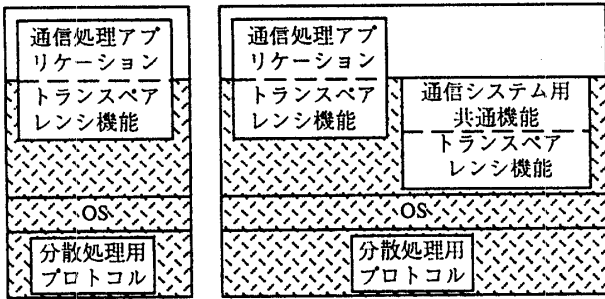 通信処理アプ
リケーション
トランスペア
レンシ機能
OS
分散処理用
プロトコル
通信処理アプ
リケーション
トランスペア
レンシ機能
通信システム用
共通機能
トランスペア
レンシ機能
OS
分散処理用
プロトコル